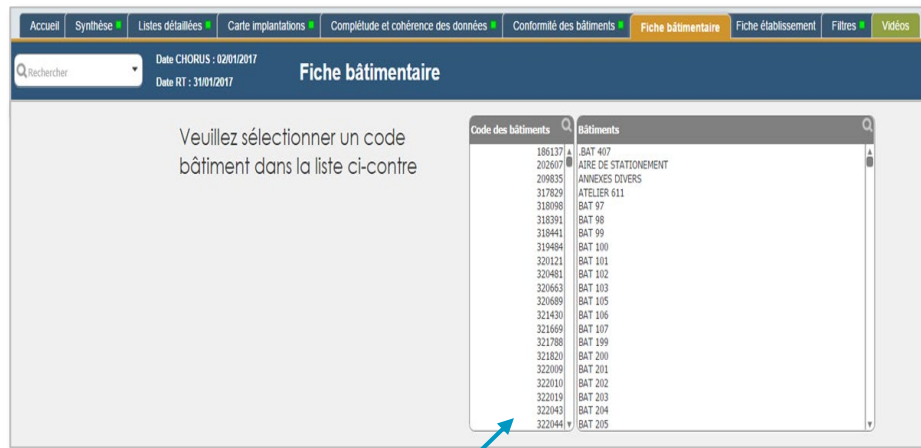 Accueil Synthèse Listes détaillées Carte implantations Complétude et cohérence des données Conformité des bâtiments Fiche bâtimentaire Fiche établissement Filtres Vidéos
Rechercher
Date CHORUS : 02/01/2017
Date RT : 31/01/2017
Fiche bâtimentaire
Veuillez sélectionner un code
bâtiment dans la liste ci-contre
Code des bâtiments Bâtiments
186137 .BAT 407
202607 AIRE DE STATIONEMENT
209835 ANNEXES DIVERS
317829 ATELIER 611
318098 BAT 97
318391 BAT 98
318441 BAT 99
319484 BAT 100
320121 BAT 101
320481 BAT 102
320663 BAT 103
320689 BAT 105
321430 BAT 106
321669 BAT 107
321788 BAT 199
321820 BAT 200
322009 BAT 201
322010 BAT 202
322019 BAT 203
322043 BAT 204
322044 BAT 205